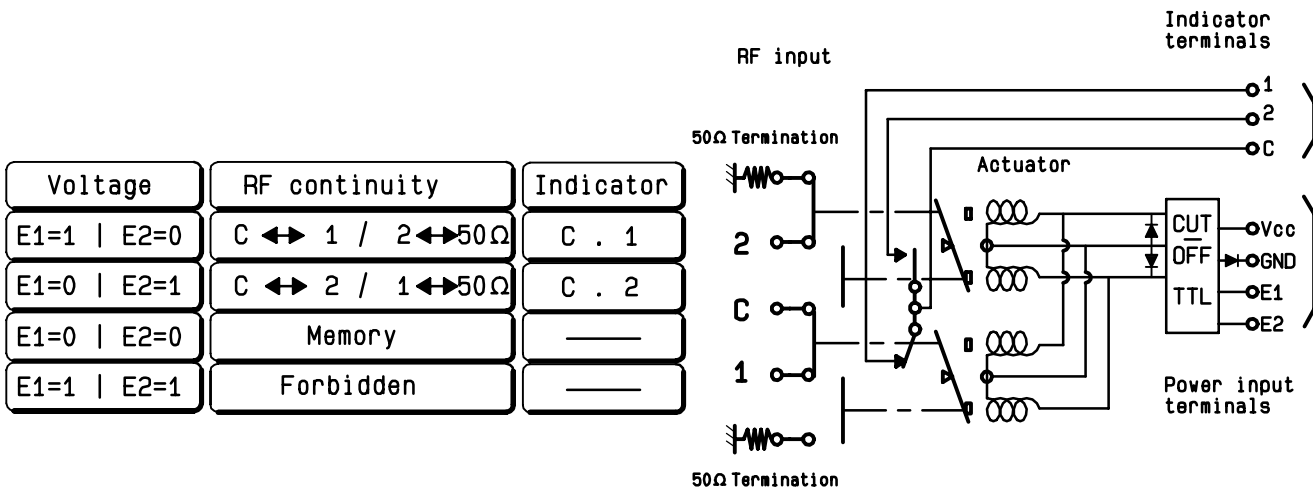 Voltage | RF continuity | Indicator
E1=1 | E2=0 | C ↔ 1 / 2↔50Ω | C . 1
E1=0 | E2=1 | C ↔ 2 / 1↔50Ω | C . 2
E1=0 | E2=0 | Memory | ———
E1=1 | E2=1 | Forbidden | ———
RF input
Indicator
terminals
1
2
C
50Ω Termination
Actuator
2
C
1
50Ω Termination
CUT
OFF
TTL
Vcc
GND
E1
E2
Power input
terminals